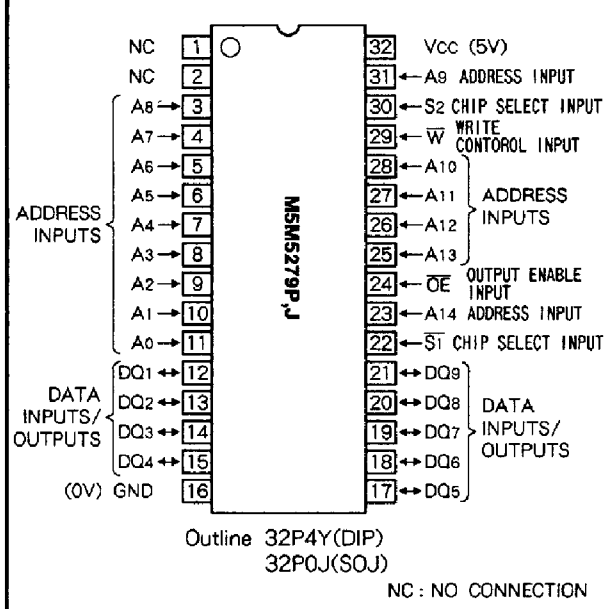 NC 1 32 Vcc (5V)
NC 2 31 A9 ADDRESS INPUT
A8 3 30 S2 CHIP SELECT INPUT
A7 4 29 W̅ WRITE CONTOROL INPUT
A6 5 28 A10
A5 6 27 A11
A4 7 26 A12
A3 8 25 A13
A2 9 24 O̅E̅ OUTPUT ENABLE INPUT
A1 10 23 A14 ADDRESS INPUT
A0 11 22 S̅1̅ CHIP SELECT INPUT
DQ1 12 21 DQ9
DQ2 13 20 DQ8
DQ3 14 19 DQ7
DQ4 15 18 DQ6
(0V) GND 16 17 DQ5
ADDRESS
INPUTS
DATA
INPUTS/
OUTPUTS
M5M5279P,J
ADDRESS
INPUTS
DATA
INPUTS/
OUTPUTS
Outline 32P4Y(DIP)
32P0J(SOJ)
NC : NO CONNECTION